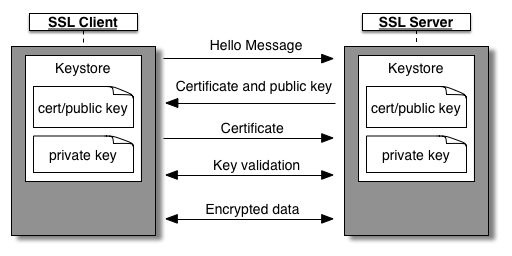 SSL Client
SSL Server
Keystore
cert/public key
private key
Hello Message
Certificate and public key
Certificate
Key validation
Encrypted data
Keystore
cert/public key
private key